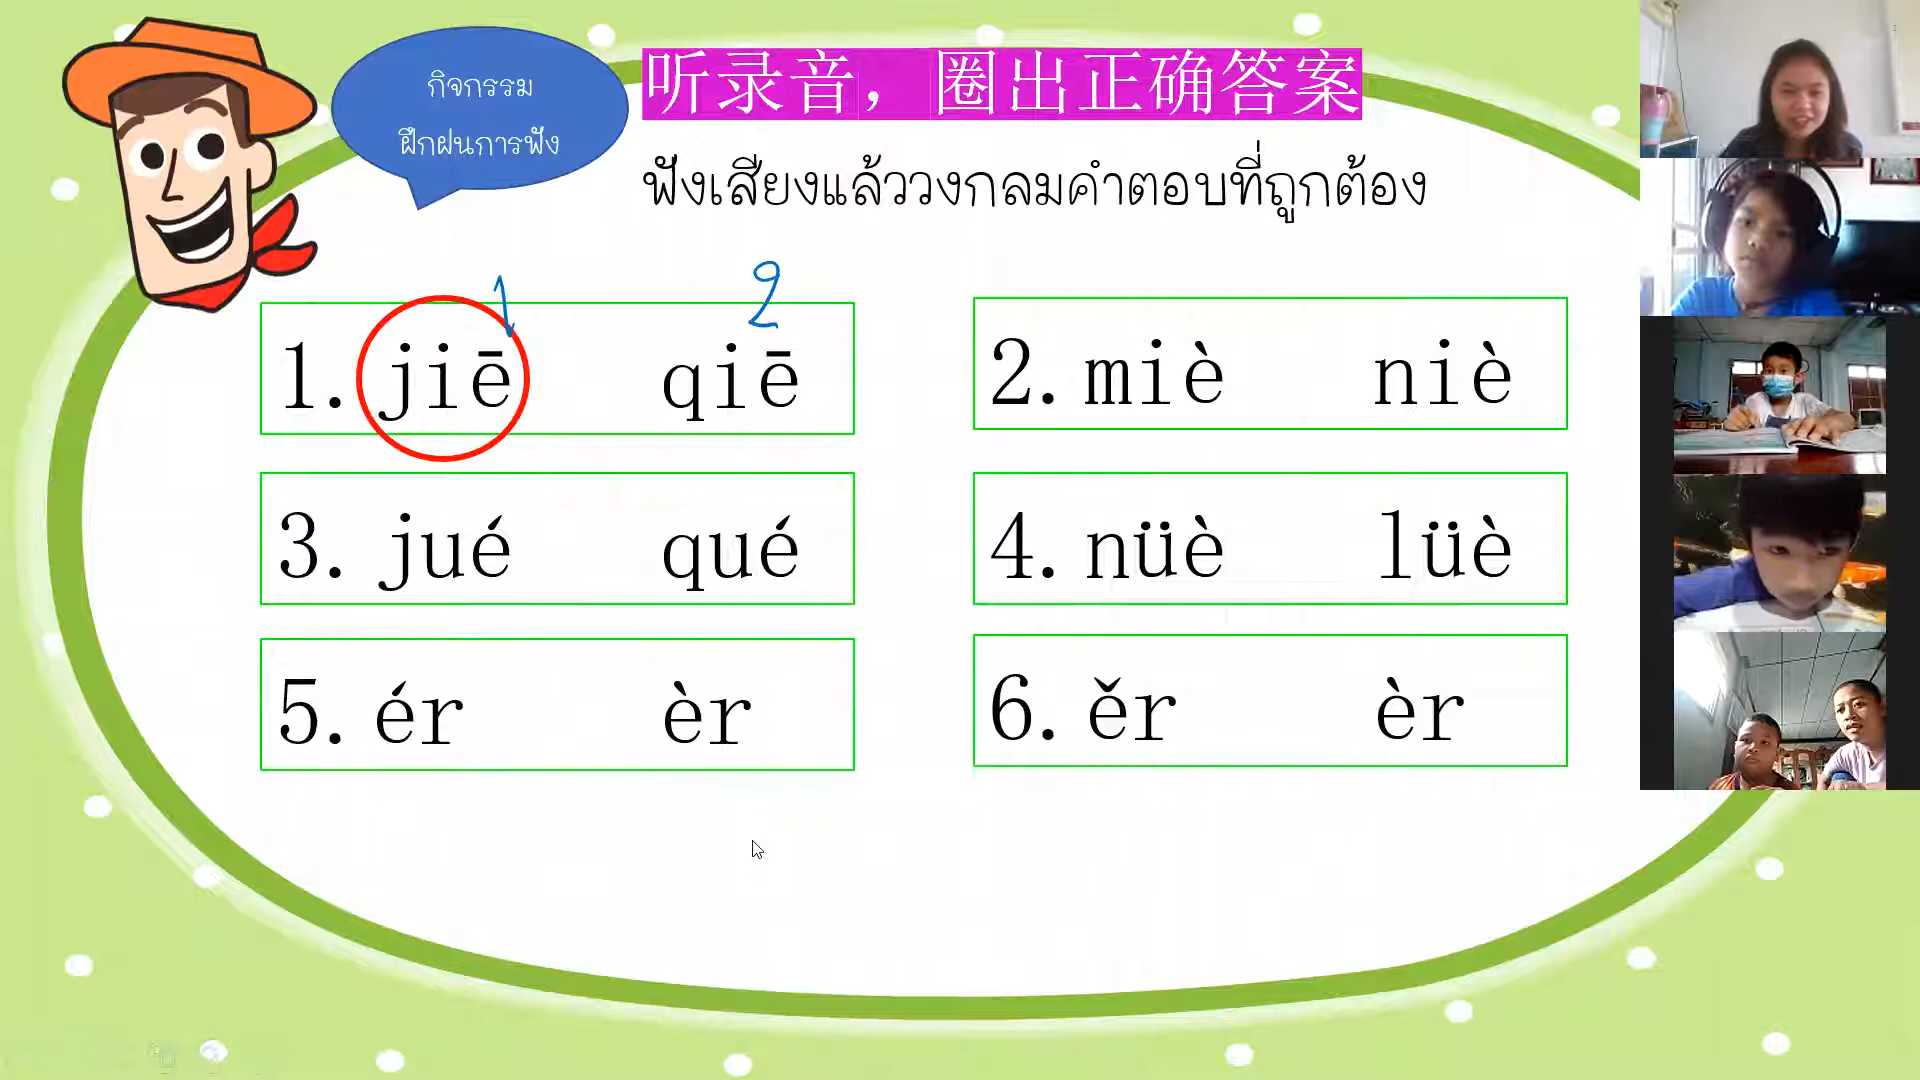 กิจกรรม
ฝึกฝนการฟัง
听录音，圈出正确答案
ฟังเสียงแล้ววงกลมคำตอบที่ถูกต้อง
1 2
1. jiē qiē
2. miè niè
3. jué qué
4. nüè lüè
5. ér èr
6. ěr èr